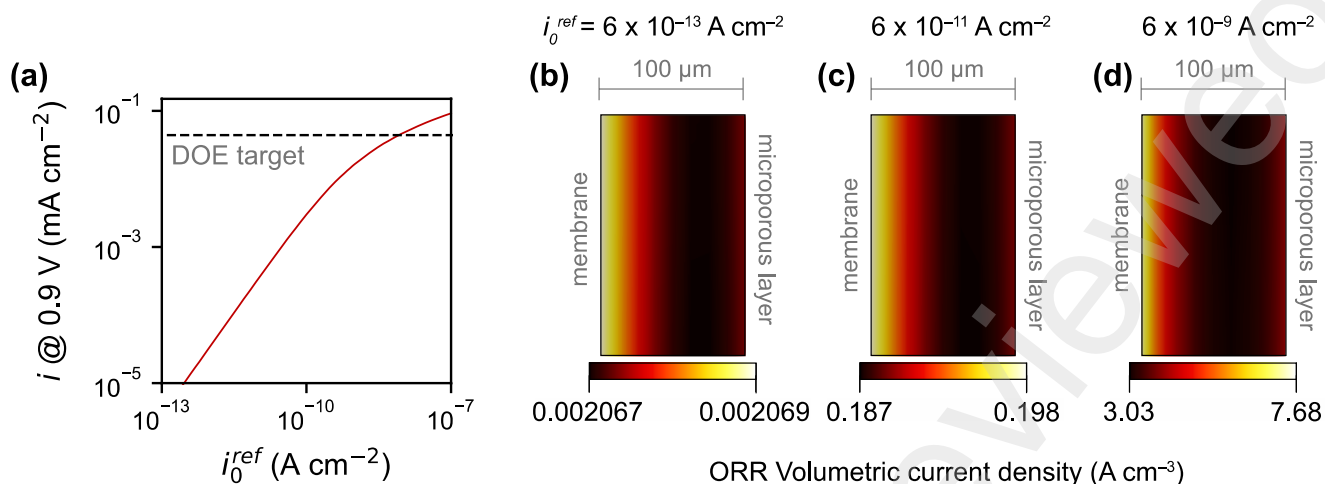 i₀ʳᵉᶠ = 6 x 10⁻¹³ A cm⁻²
6 x 10⁻¹¹ A cm⁻²
6 x 10⁻⁹ A cm⁻²
(a)
(b)
(c)
(d)
100 µm
100 µm
100 µm
i @ 0.9 V (mA cm⁻²)
10⁻¹
10⁻³
10⁻⁵
DOE target
10⁻¹³
10⁻¹⁰
10⁻⁷
i₀ʳᵉᶠ (A cm⁻²)
membrane
microporous layer
membrane
microporous layer
membrane
microporous layer
0.002067
0.002069
0.187
0.198
3.03
7.68
ORR Volumetric current density (A cm⁻³)